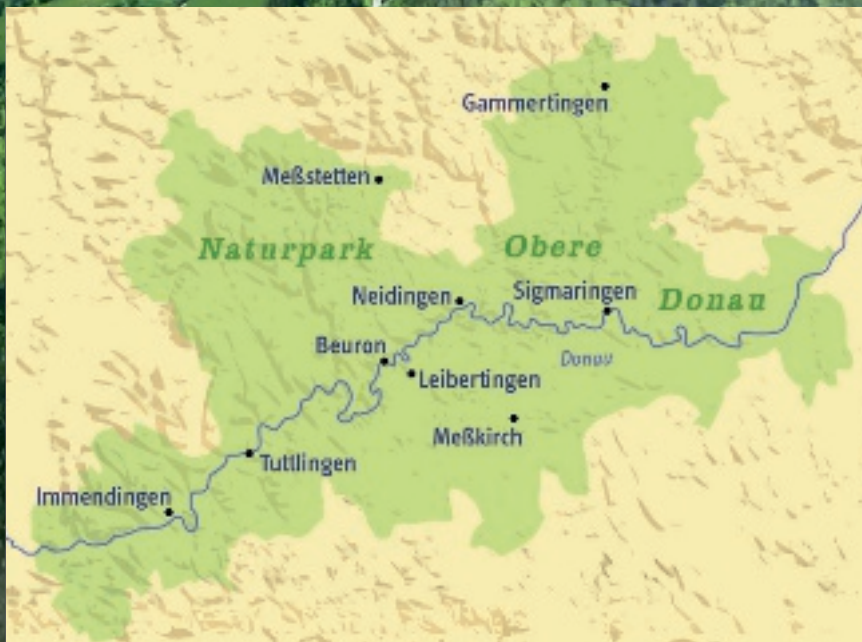 Gammertingen
Meßstetten
Naturpark Obere Donau
Neidingen
Sigmaringen
Beuron
Donau
Leibertingen
Meßkirch
Tuttlingen
Immendingen